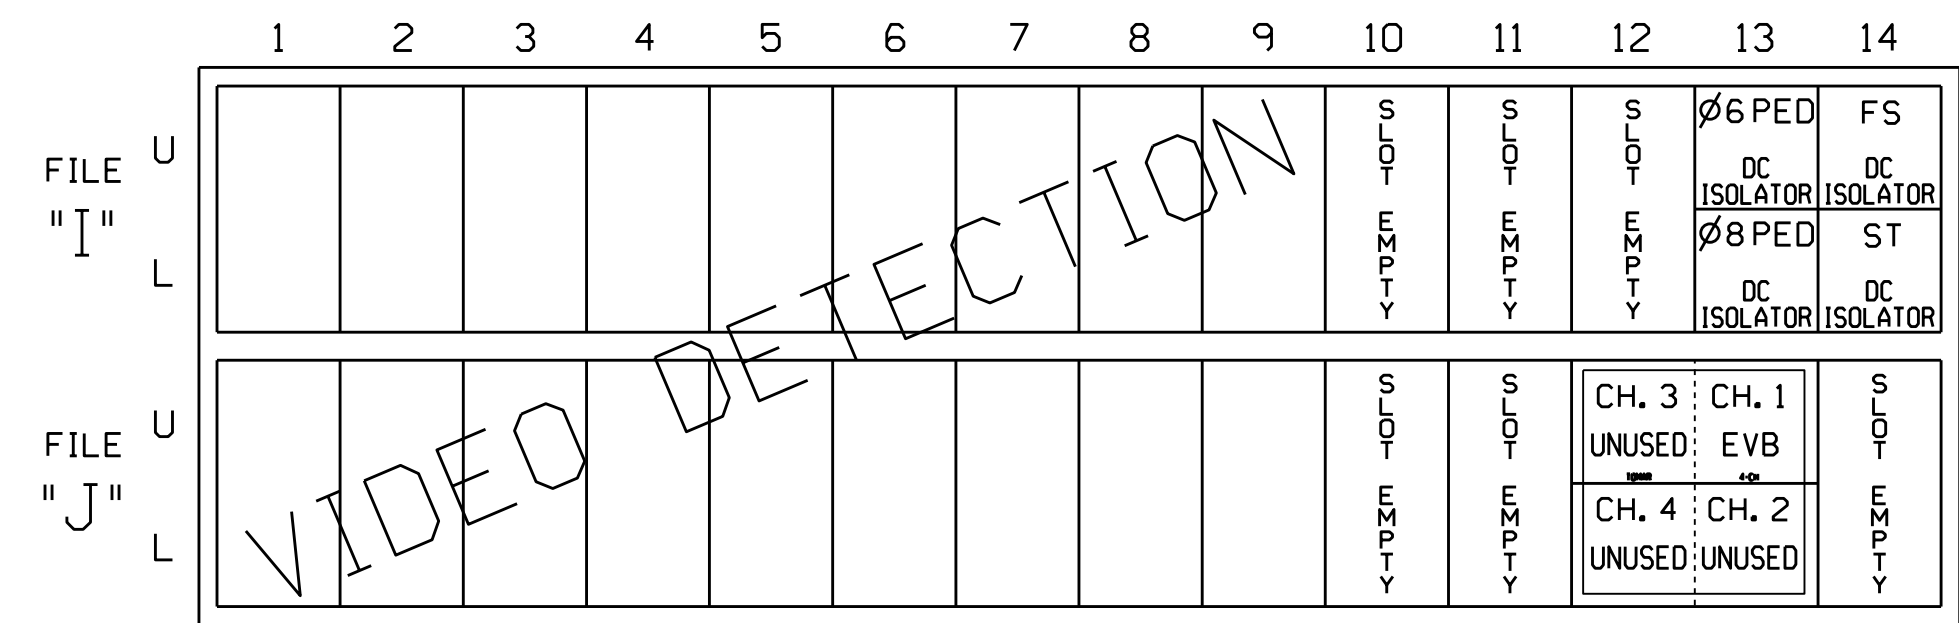 1 2 3 4 5 6 7 8 9 10 11 12 13 14
FILE
"I"
U
L
VIDEO DETECTION
SLOT EMPTY
SLOT EMPTY
SLOT EMPTY
Ø6 PED
DC
ISOLATOR
FS
DC
ISOLATOR
Ø8 PED
DC
ISOLATOR
ST
DC
ISOLATOR
FILE
"J"
U
L
SLOT EMPTY
SLOT EMPTY
CH. 3
UNUSED
CH. 1
EVB
4-CH
CH. 4
UNUSED
CH. 2
UNUSED
SLOT EMPTY